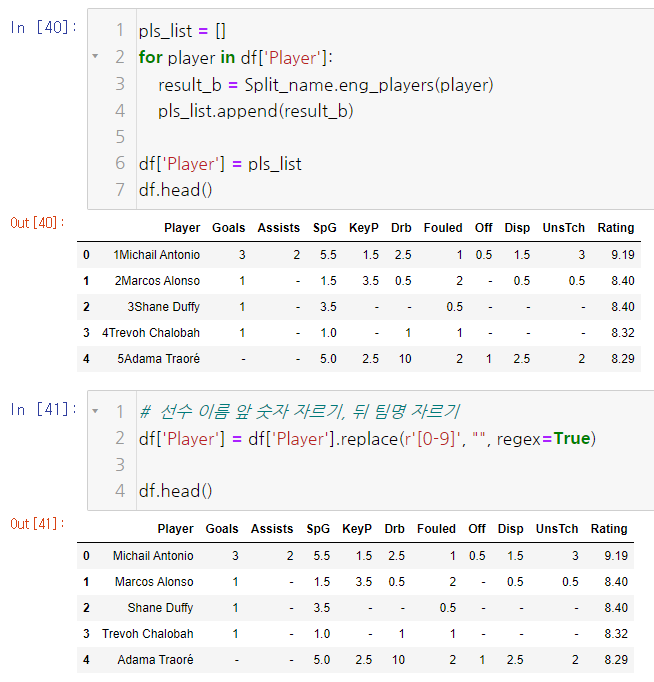 In [40]:
1 pls_list = []
2 for player in df['Player']:
3 result_b = Split_name.eng_players(player)
4 pls_list.append(result_b)
5
6 df['Player'] = pls_list
7 df.head()
Out[40]:
Player Goals Assists SpG KeyP Drb Fouled Off Disp UnsTch Rating
0 1Michail Antonio 3 2 5.5 1.5 2.5 1 0.5 1.5 3 9.19
1 2Marcos Alonso 1 - 1.5 3.5 0.5 2 - 0.5 0.5 8.40
2 3Shane Duffy 1 - 3.5 - - 0.5 - - - 8.40
3 4Trevoh Chalobah 1 - 1.0 - 1 1 - - - 8.32
4 5Adama Traoré - - 5.0 2.5 10 2 1 2.5 2 8.29
In [41]:
1 # 선수 이름 앞 숫자 자르기, 뒤 팀명 자르기
2 df['Player'] = df['Player'].replace(r'[0-9]', "", regex=True)
3
4 df.head()
Out[41]:
Player Goals Assists SpG KeyP Drb Fouled Off Disp UnsTch Rating
0 Michail Antonio 3 2 5.5 1.5 2.5 1 0.5 1.5 3 9.19
1 Marcos Alonso 1 - 1.5 3.5 0.5 2 - 0.5 0.5 8.40
2 Shane Duffy 1 - 3.5 - - 0.5 - - - 8.40
3 Trevoh Chalobah 1 - 1.0 - 1 1 - - - 8.32
4 Adama Traoré - - 5.0 2.5 10 2 1 2.5 2 8.29